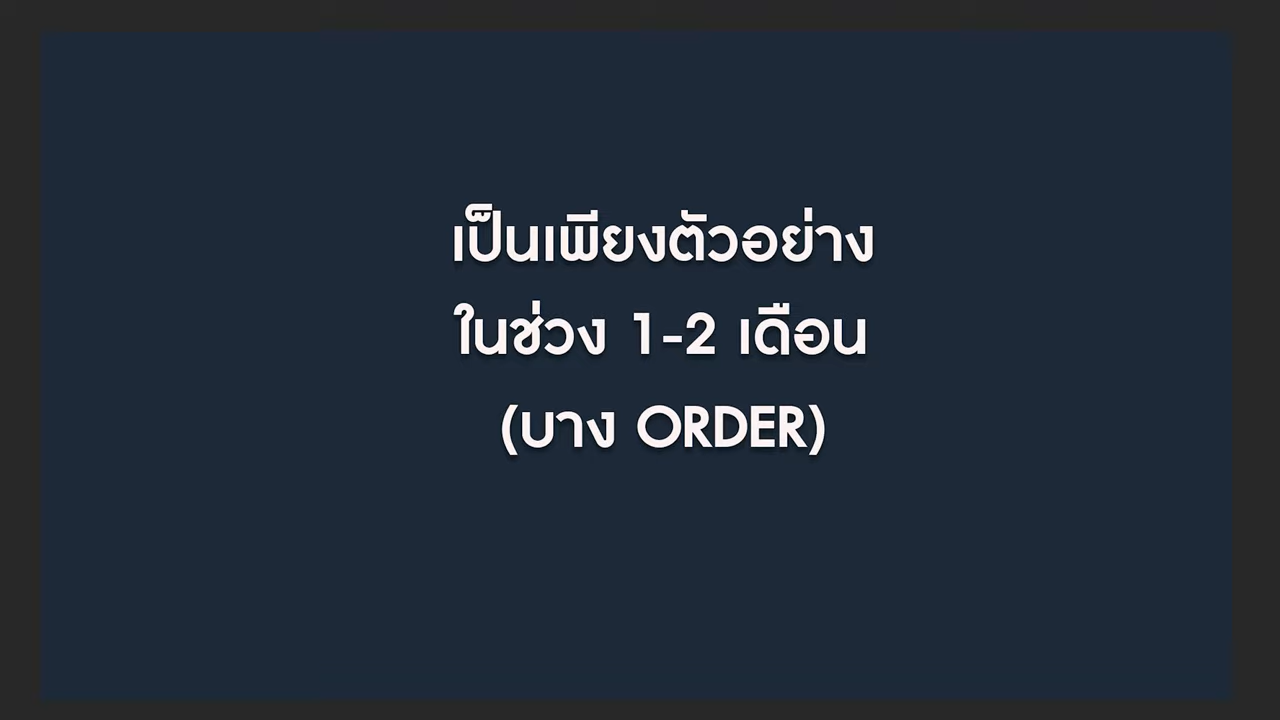 เป็นเพียงตัวอย่าง
ในช่วง 1-2 เดือน
(บาง ORDER)